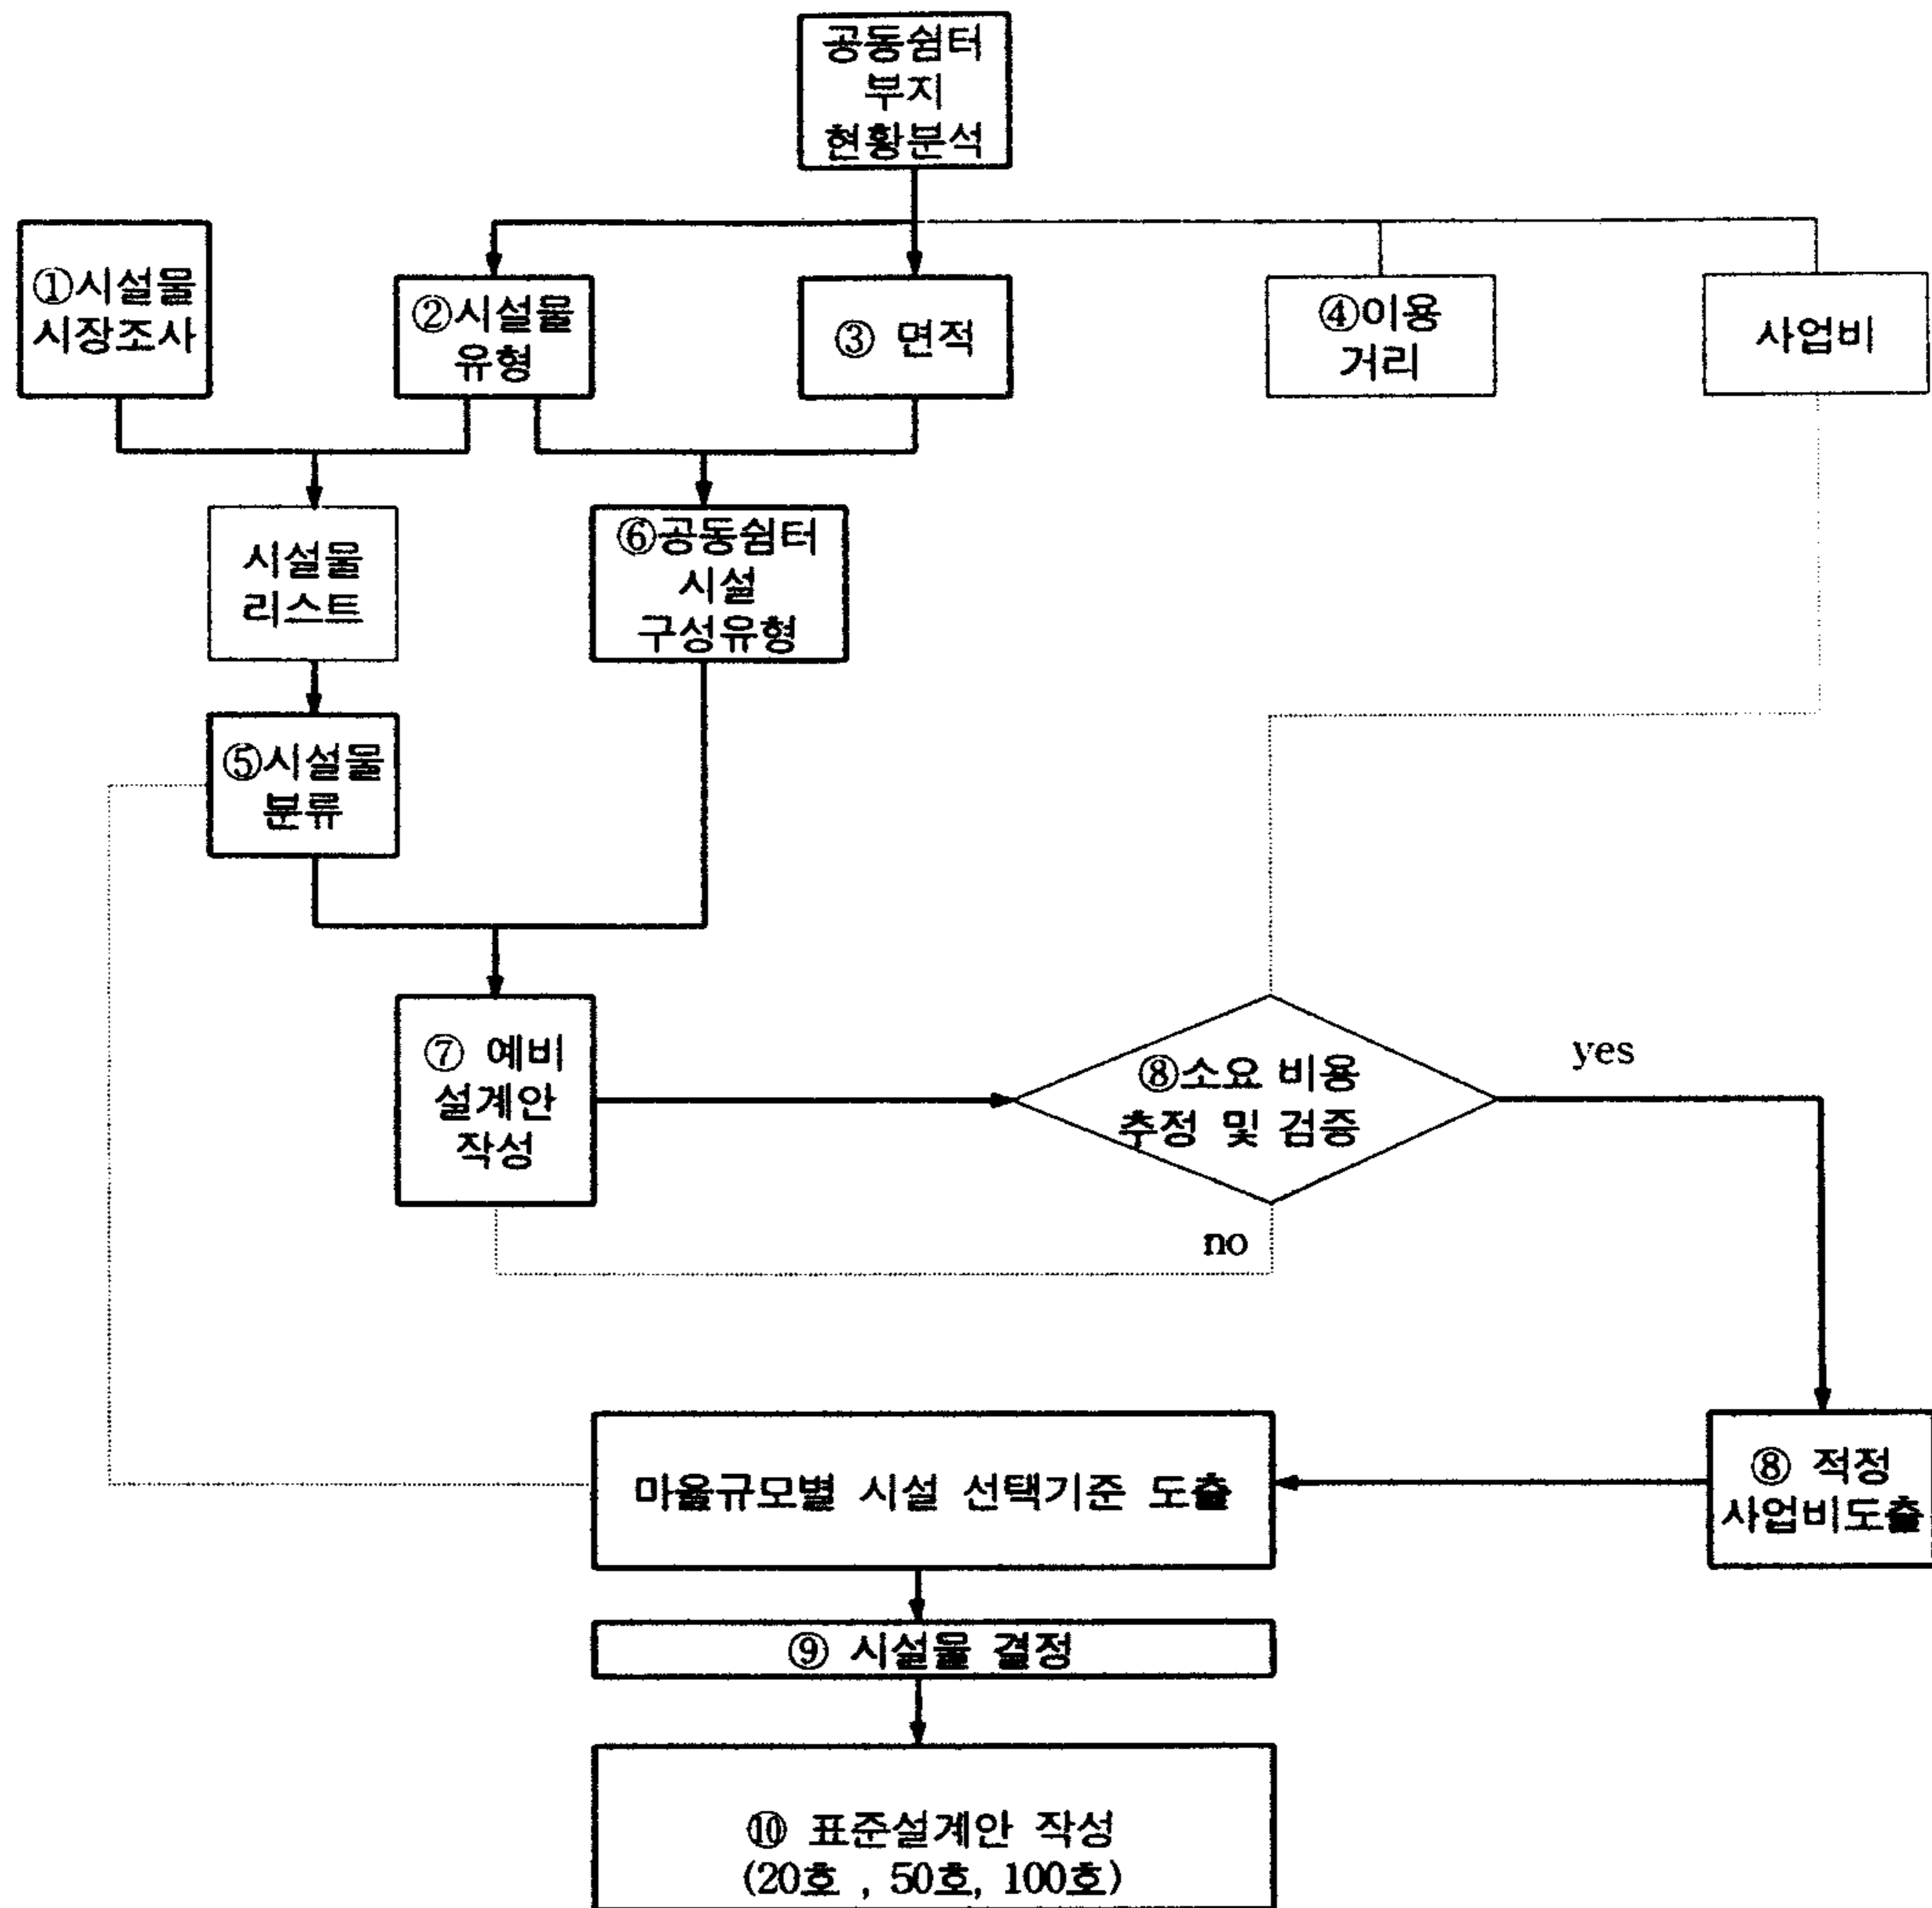 공동쉼터
부지
현황분석
①시설물
시장조사
②시설물
유형
③ 면적
④이용
거리
사업비
시설물
리스트
⑥공동쉼터
시설
구성유형
⑤시설물
분류
⑦ 예비
설계안
작성
⑧소요 비용
추정 및 검증
yes
no
⑧ 적정
사업비도출
마을규모별 시설 선택기준 도출
⑨ 시설물 결정
⑩ 표준설계안 작성
(20호 , 50호, 100호)